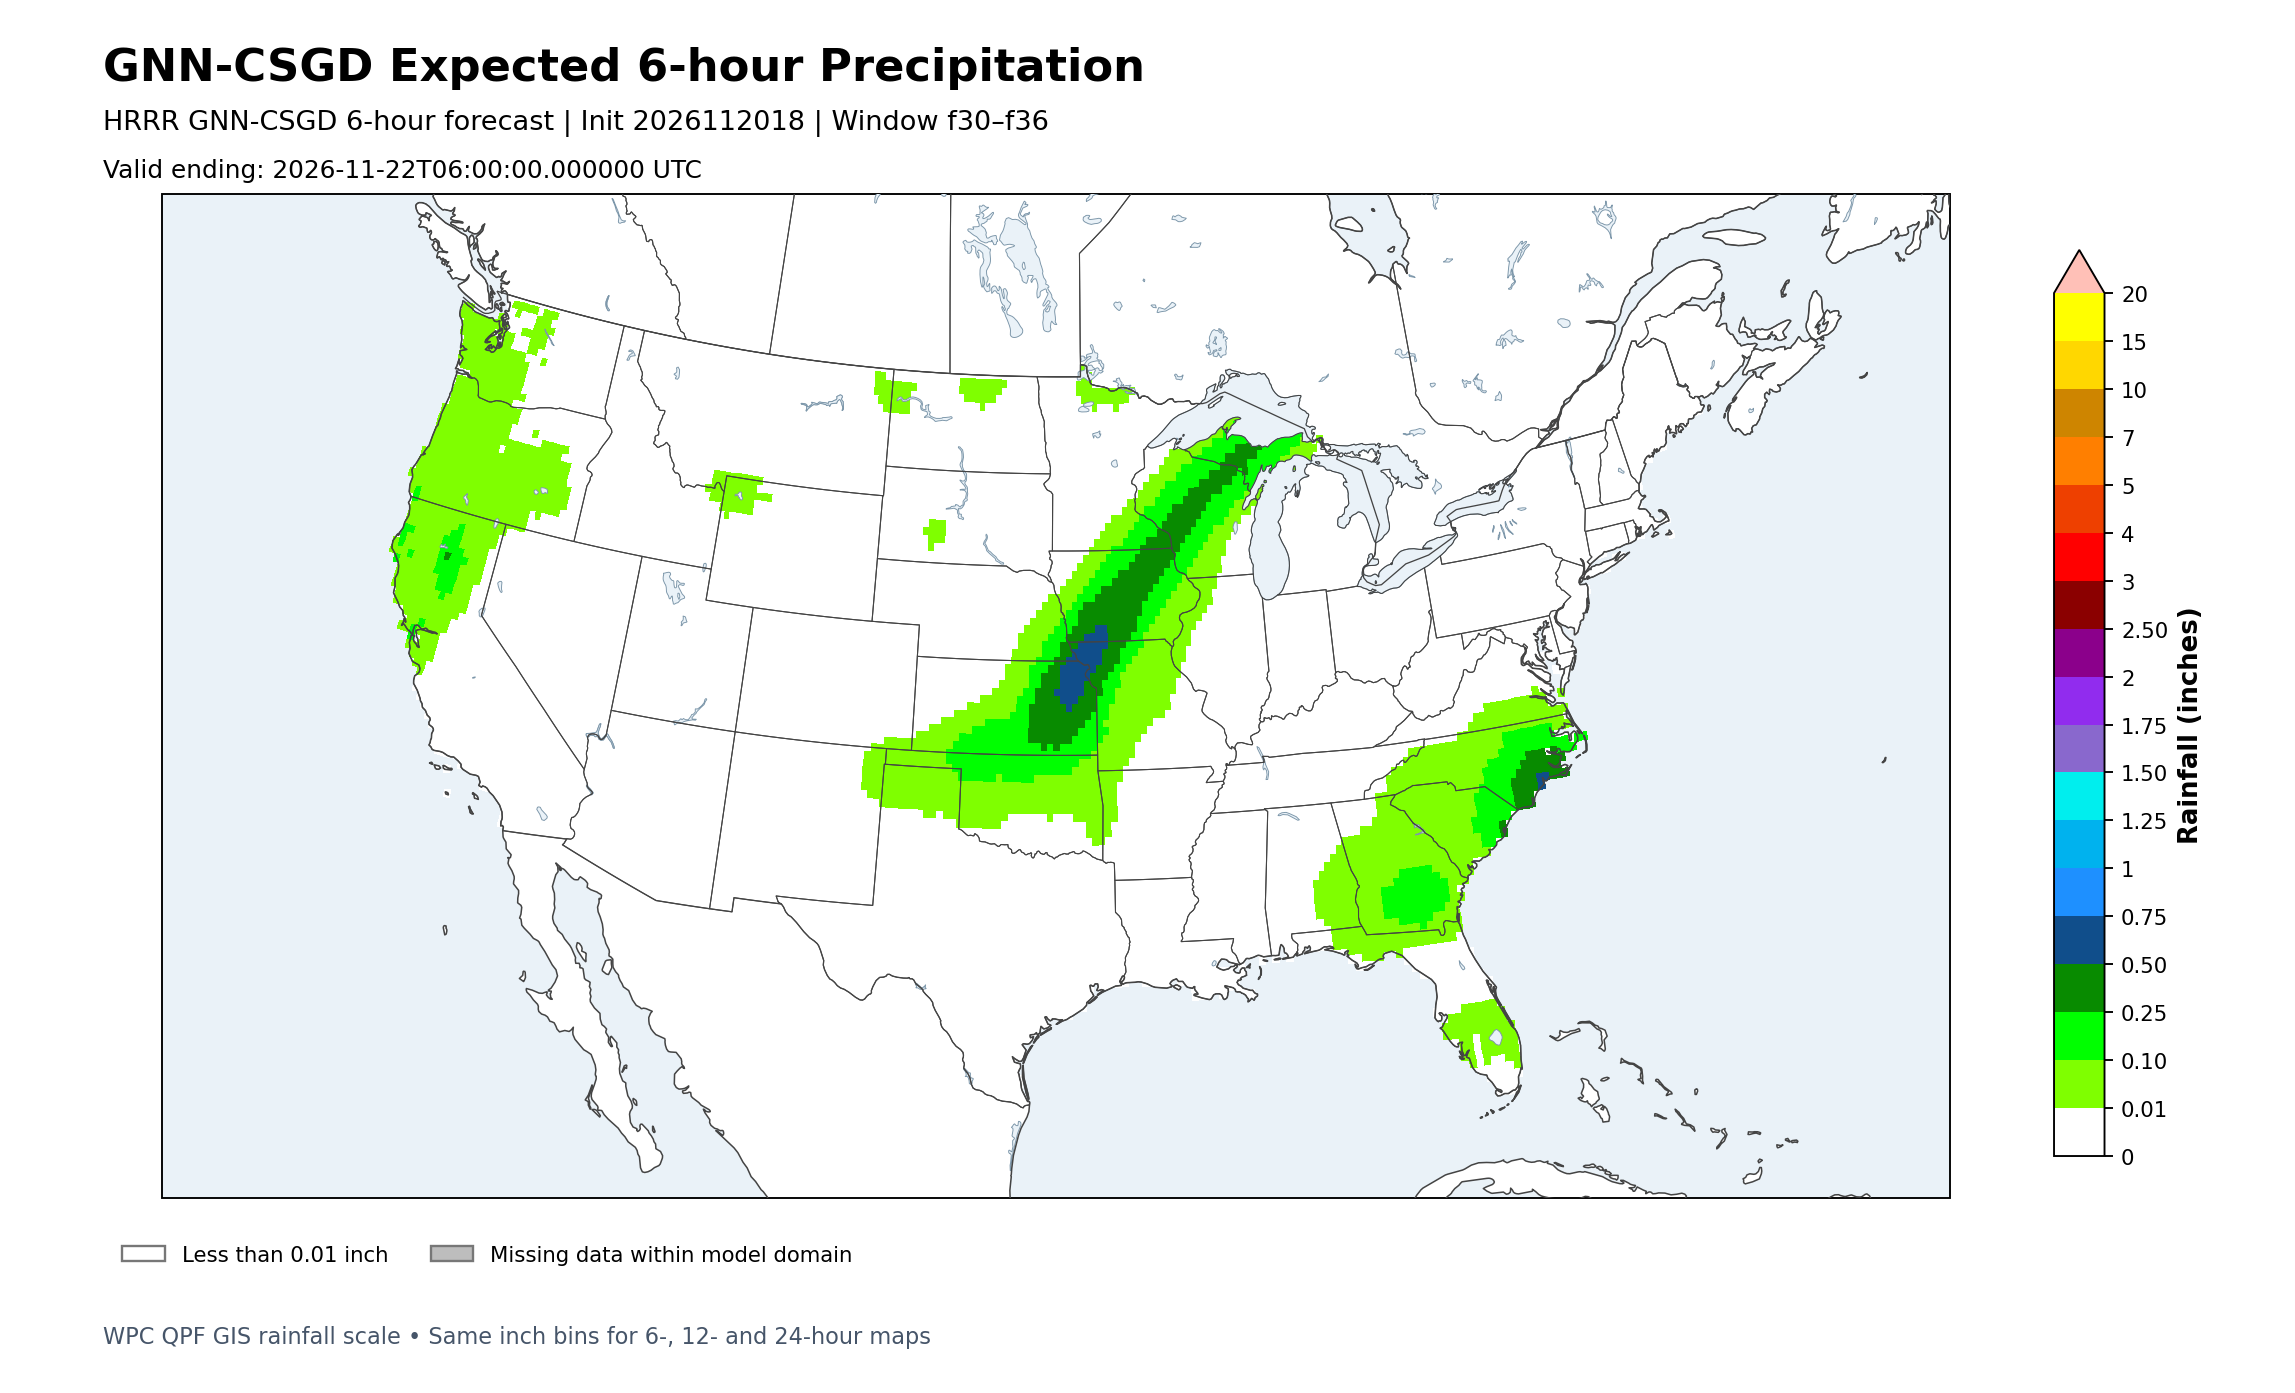 GNN-CSGD Expected 6-hour Precipitation
HRRR GNN-CSGD 6-hour forecast | Init 2026112018 | Window f30–f36
Valid ending: 2026-11-22T06:00:00.000000 UTC
20
15
10
7
5
4
3
2.50
2
1.75
1.50
1.25
1
0.75
0.50
0.25
0.10
0.01
0
Rainfall (inches)
Less than 0.01 inch
Missing data within model domain
WPC QPF GIS rainfall scale • Same inch bins for 6-, 12- and 24-hour maps